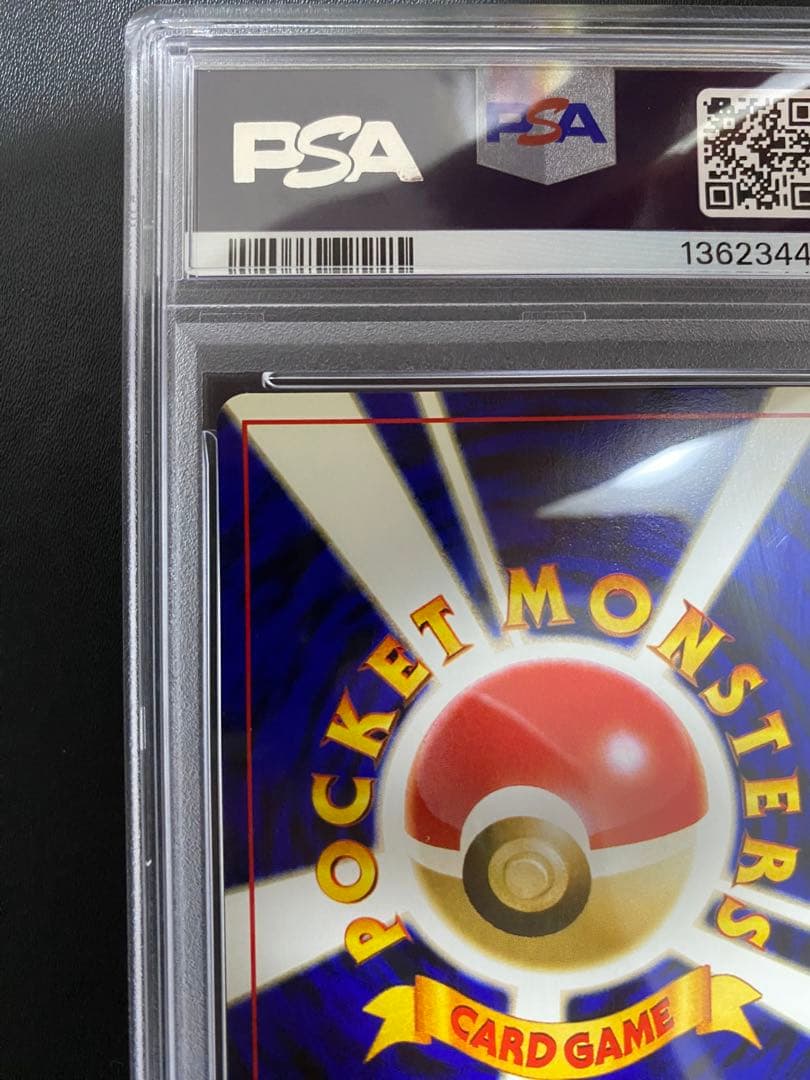 PSA
PSA
1362344
POCKET MONSTERS
CARD GAME